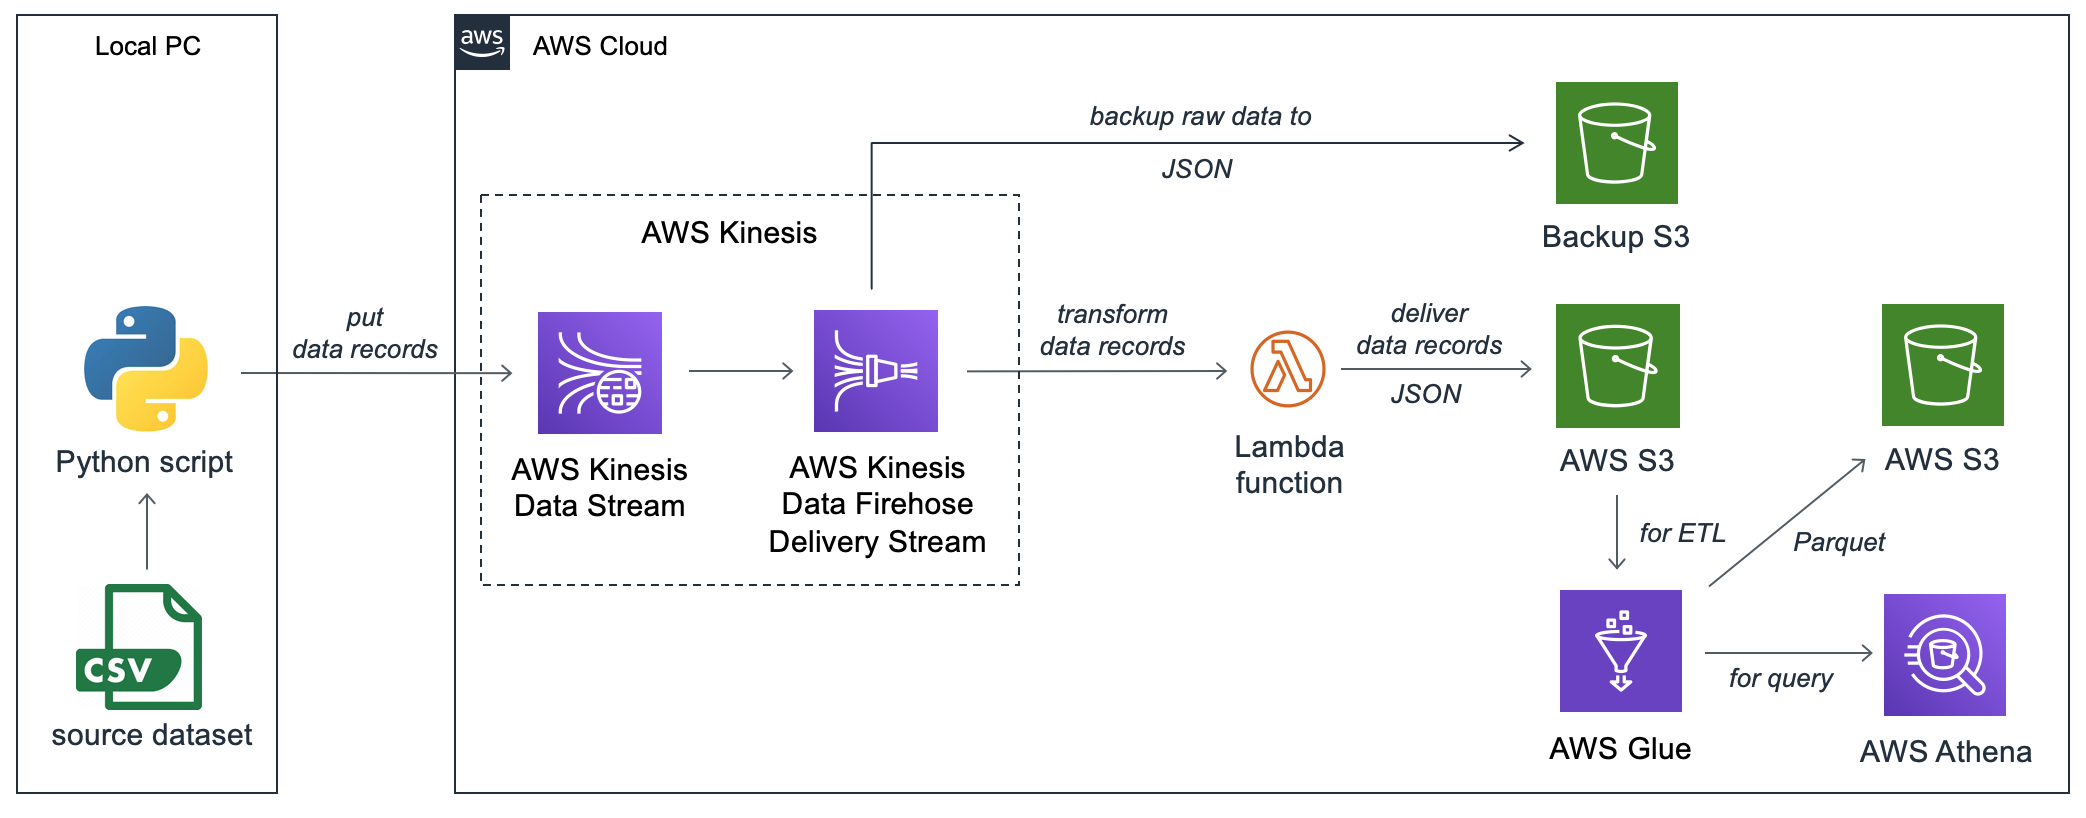 Local PC
aws
AWS Cloud
backup raw data to
JSON
Backup S3
AWS Kinesis
put
data records
transform
data records
deliver
data records
JSON
Python script
AWS Kinesis
Data Stream
AWS Kinesis
Data Firehose
Delivery Stream
Lambda
function
AWS S3
AWS S3
for ETL
Parquet
CSV
source dataset
for query
AWS Glue
AWS Athena